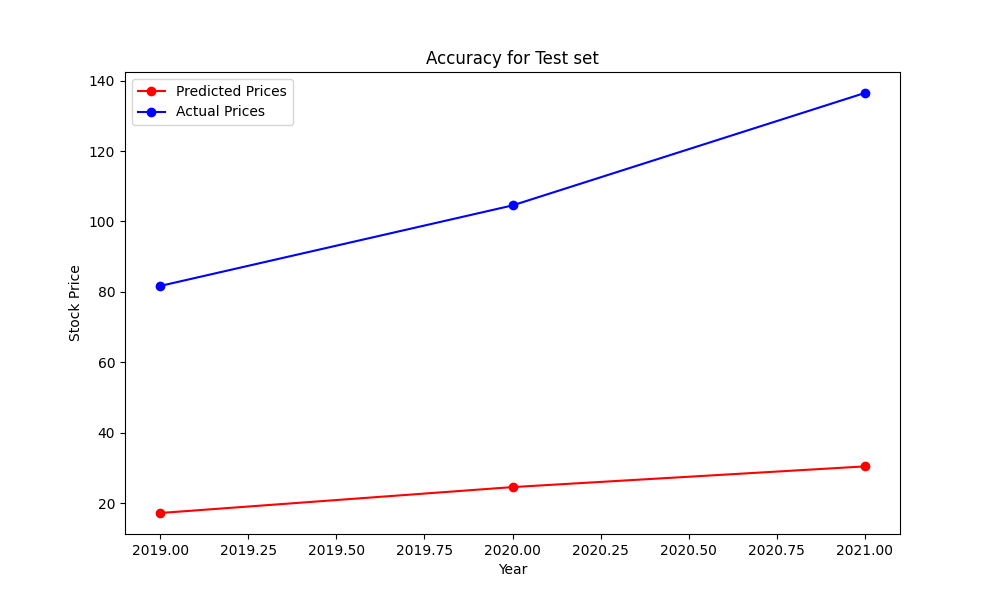 Accuracy for Test set
Predicted Prices
Actual Prices
140
120
100
80
60
40
20
Stock Price
2019.00 2019.25 2019.50 2019.75 2020.00 2020.25 2020.50 2020.75 2021.00
Year